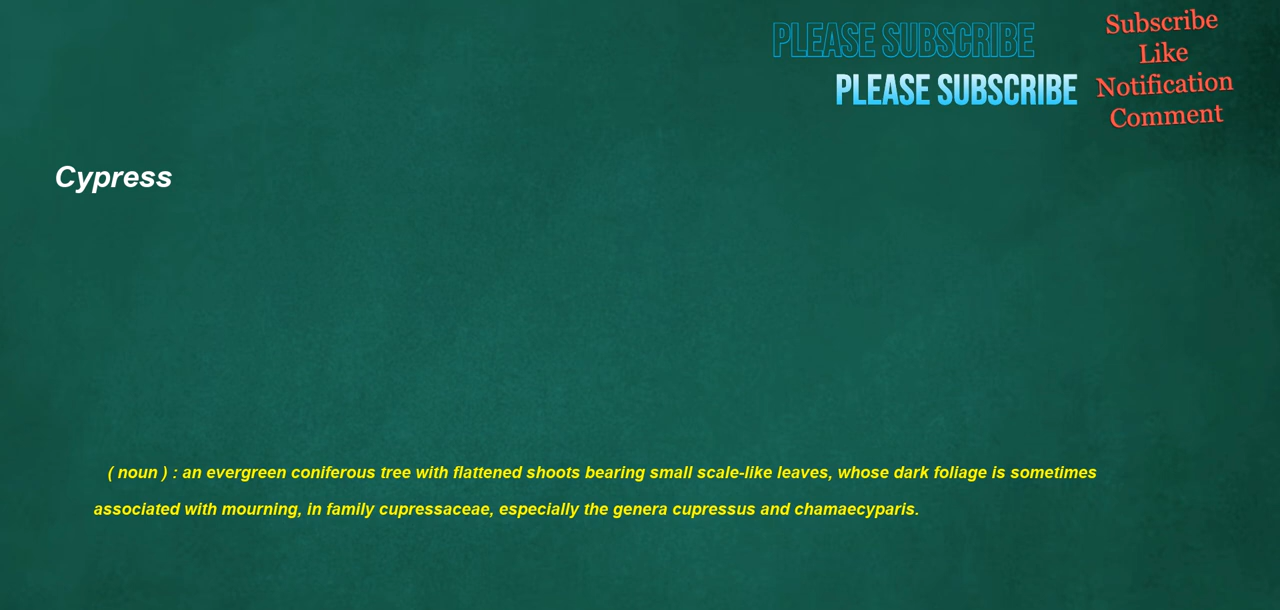 PLEASE SUBSCRIBE
PLEASE SUBSCRIBE
Subscribe
Like
Notification
Comment
Cypress
( noun ) : an evergreen coniferous tree with flattened shoots bearing small scale-like leaves, whose dark foliage is sometimes
associated with mourning, in family cupressaceae, especially the genera cupressus and chamaecyparis.